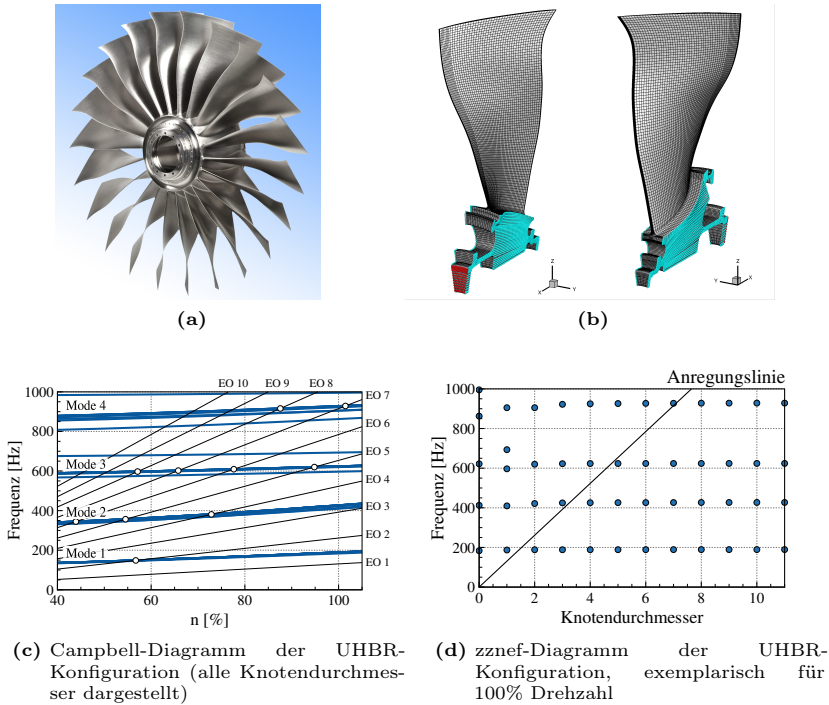 (a)
Z
X
Y
Z
Y
X
(b)
EO 10
EO 9
EO 8
EO 7
EO 6
EO 5
EO 4
EO 3
EO 2
EO 1
Mode 4
Mode 3
Mode 2
Mode 1
1000
800
600
400
200
0
Frequenz [Hz]
40
60
80
100
n [%]
(c) Campbell-Diagramm der UHBR-
Konfiguration (alle Knotendurchmes-
ser dargestellt)
Anregungslinie
1000
800
600
400
200
0
Frequenz [Hz]
0
2
4
6
8
10
Knotendurchmesser
(d) zznef-Diagramm der UHBR-
Konfiguration, exemplarisch für
100% Drehzahl